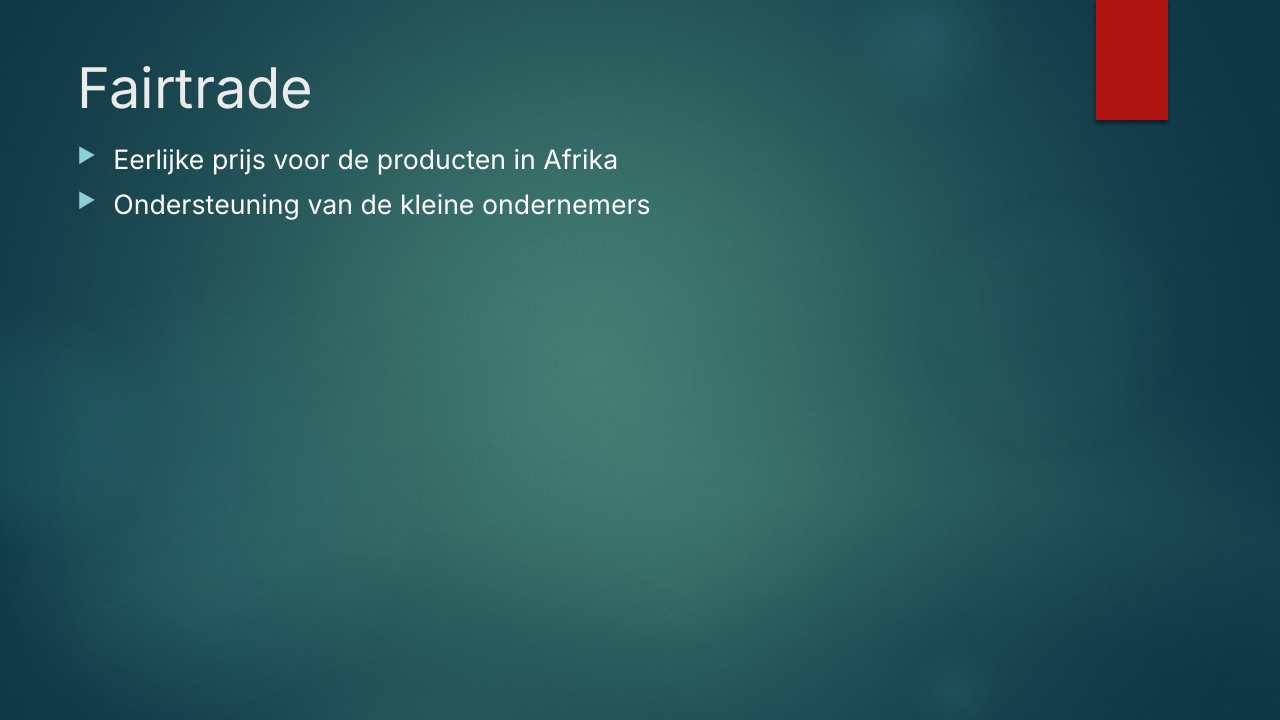 Fairtrade
Eerlijke prijs voor de producten in Afrika
Ondersteuning van de kleine ondernemers